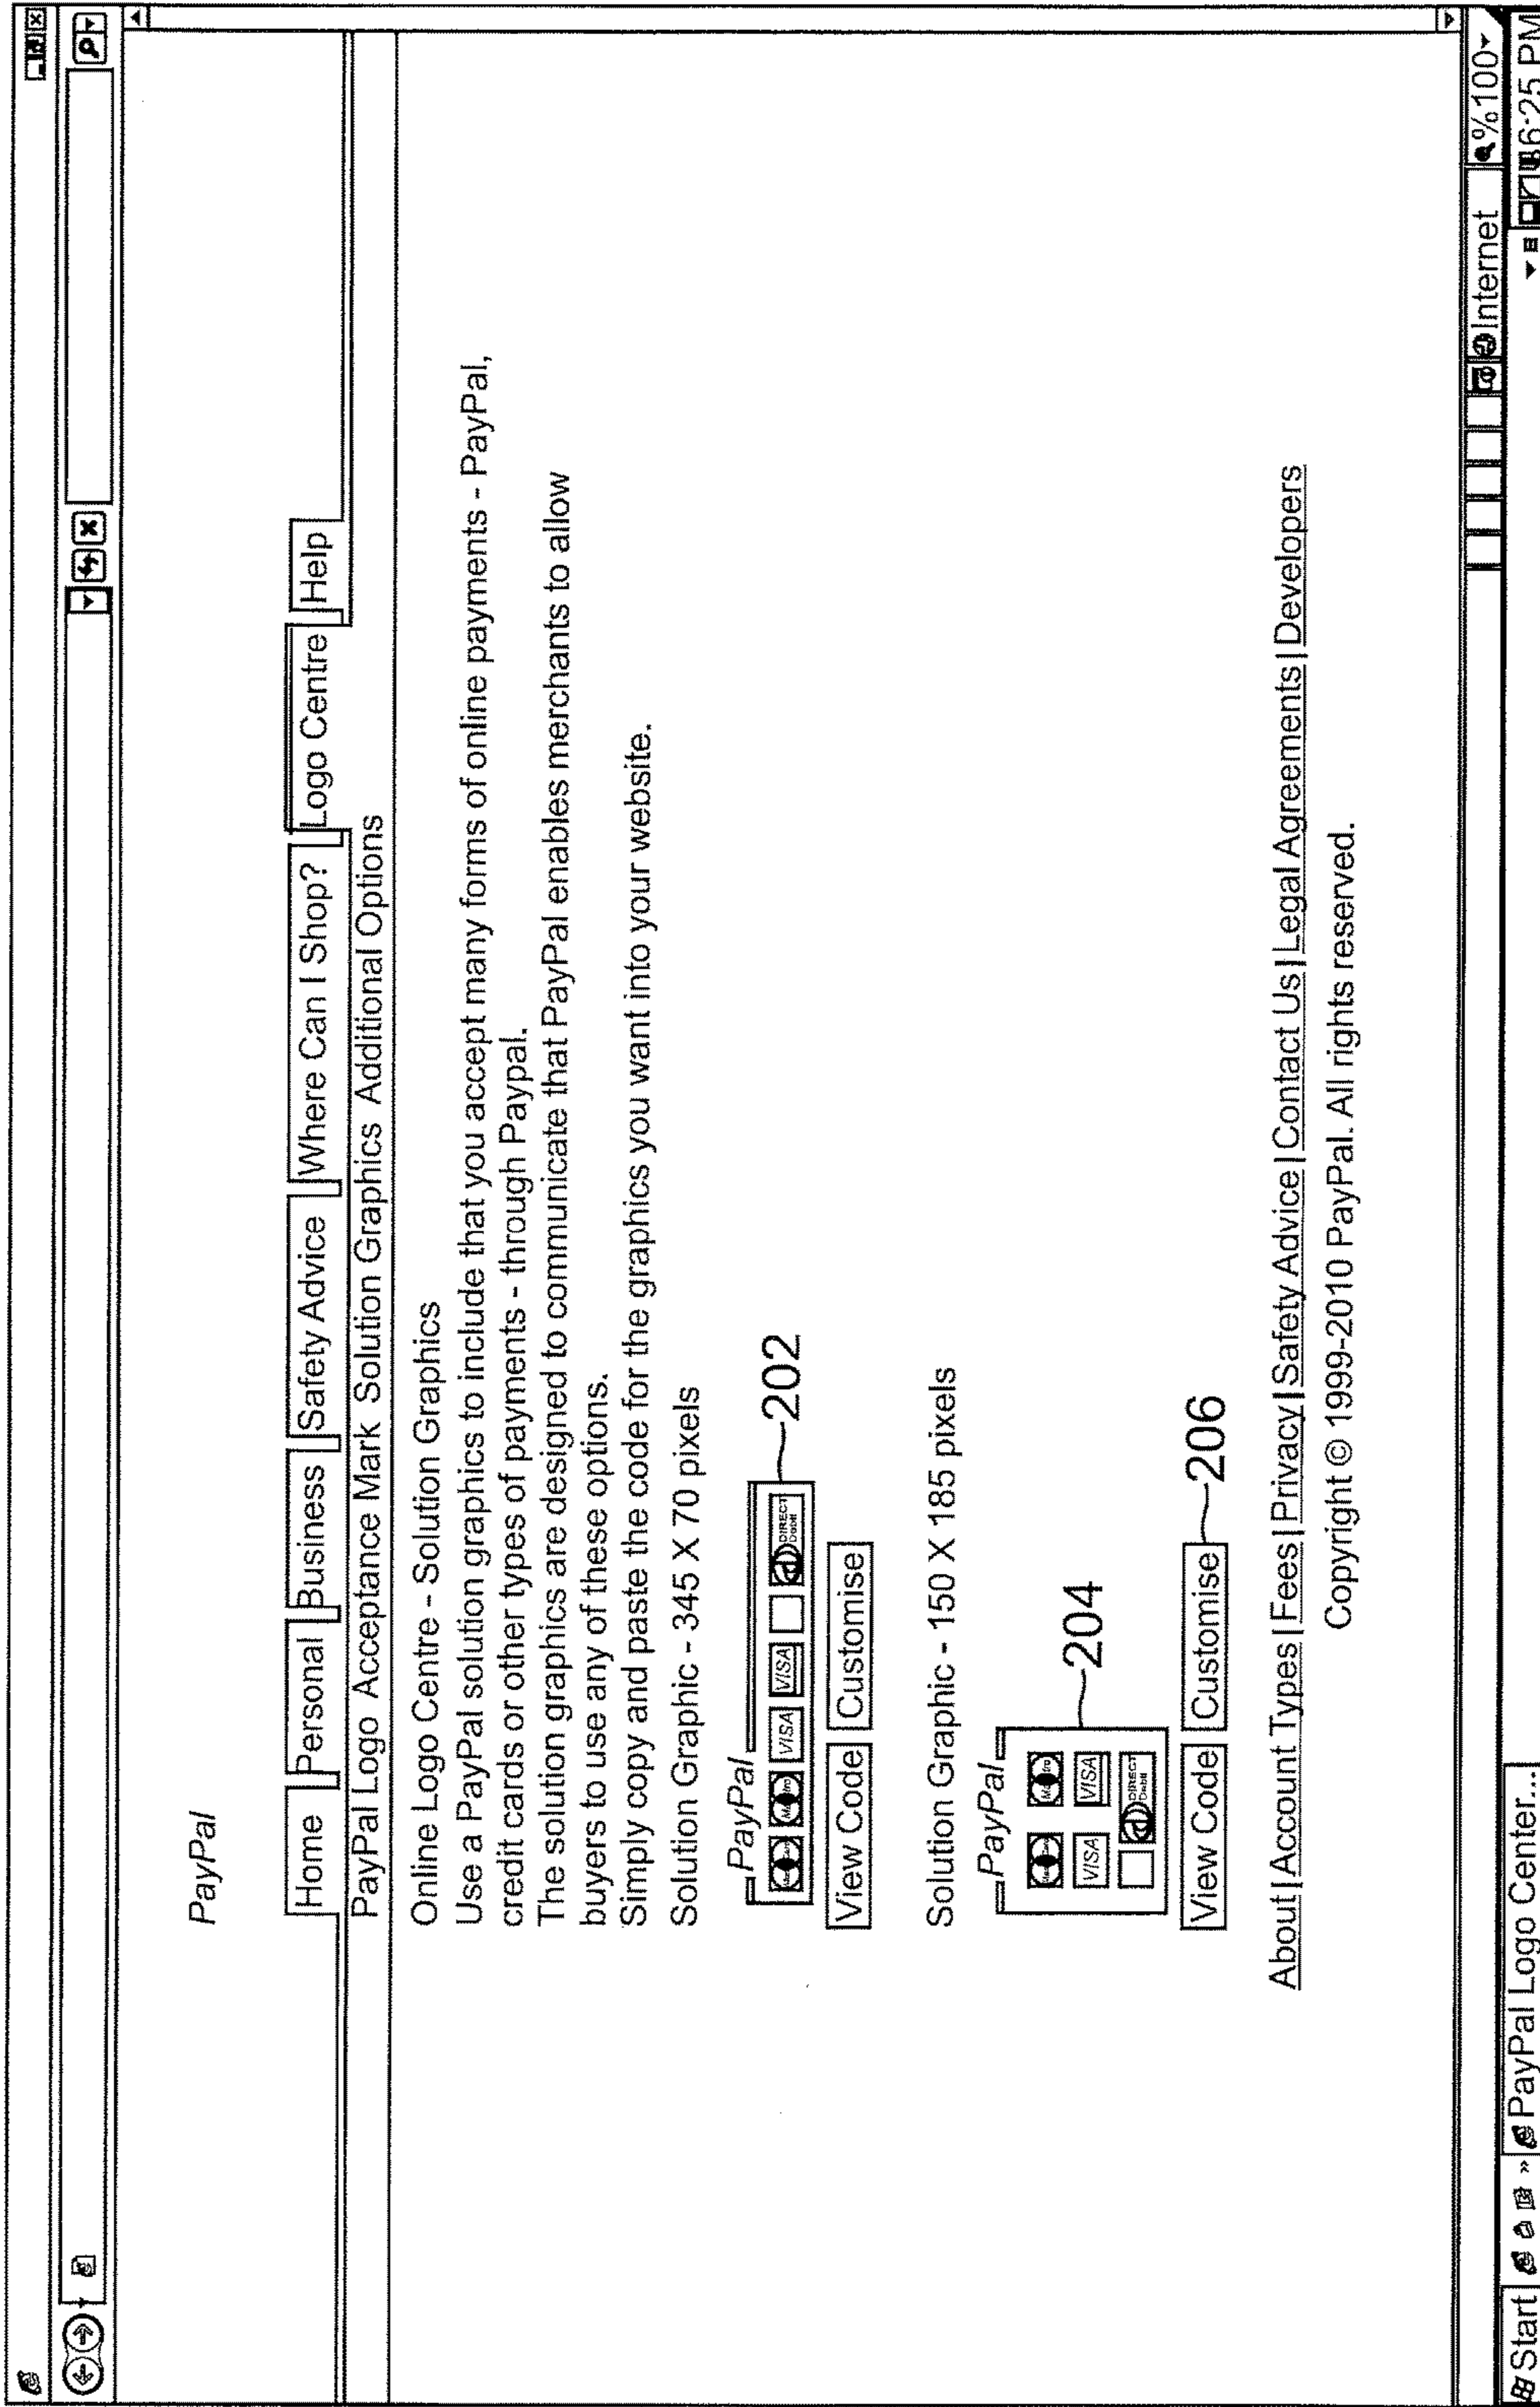 PayPal
Home Personal Business Safety Advice Where Can I Shop? Logo Centre Help
PayPal Logo Acceptance Mark Solution Graphics Additional Options
Online Logo Centre - Solution Graphics
Use a PayPal solution graphics to include that you accept many forms of online payments - PayPal,
credit cards or other types of payments - through Paypal.
The solution graphics are designed to communicate that PayPal enables merchants to allow
buyers to use any of these options.
Simply copy and paste the code for the graphics you want into your website.
Solution Graphic - 345 X 70 pixels
PayPal
VISA VISA DIRECT Debit
202
View Code Customise
Solution Graphic - 150 X 185 pixels
PayPal
VISA VISA
DIRECT Debit
204
View Code Customise
206
About|Account Types|Fees|Privacy|Safety Advice|Contact Us|Legal Agreements|Developers
Copyright © 1999-2010 PayPal. All rights reserved.
Internet %100
Start » PayPal Logo Center... 6:25 PM